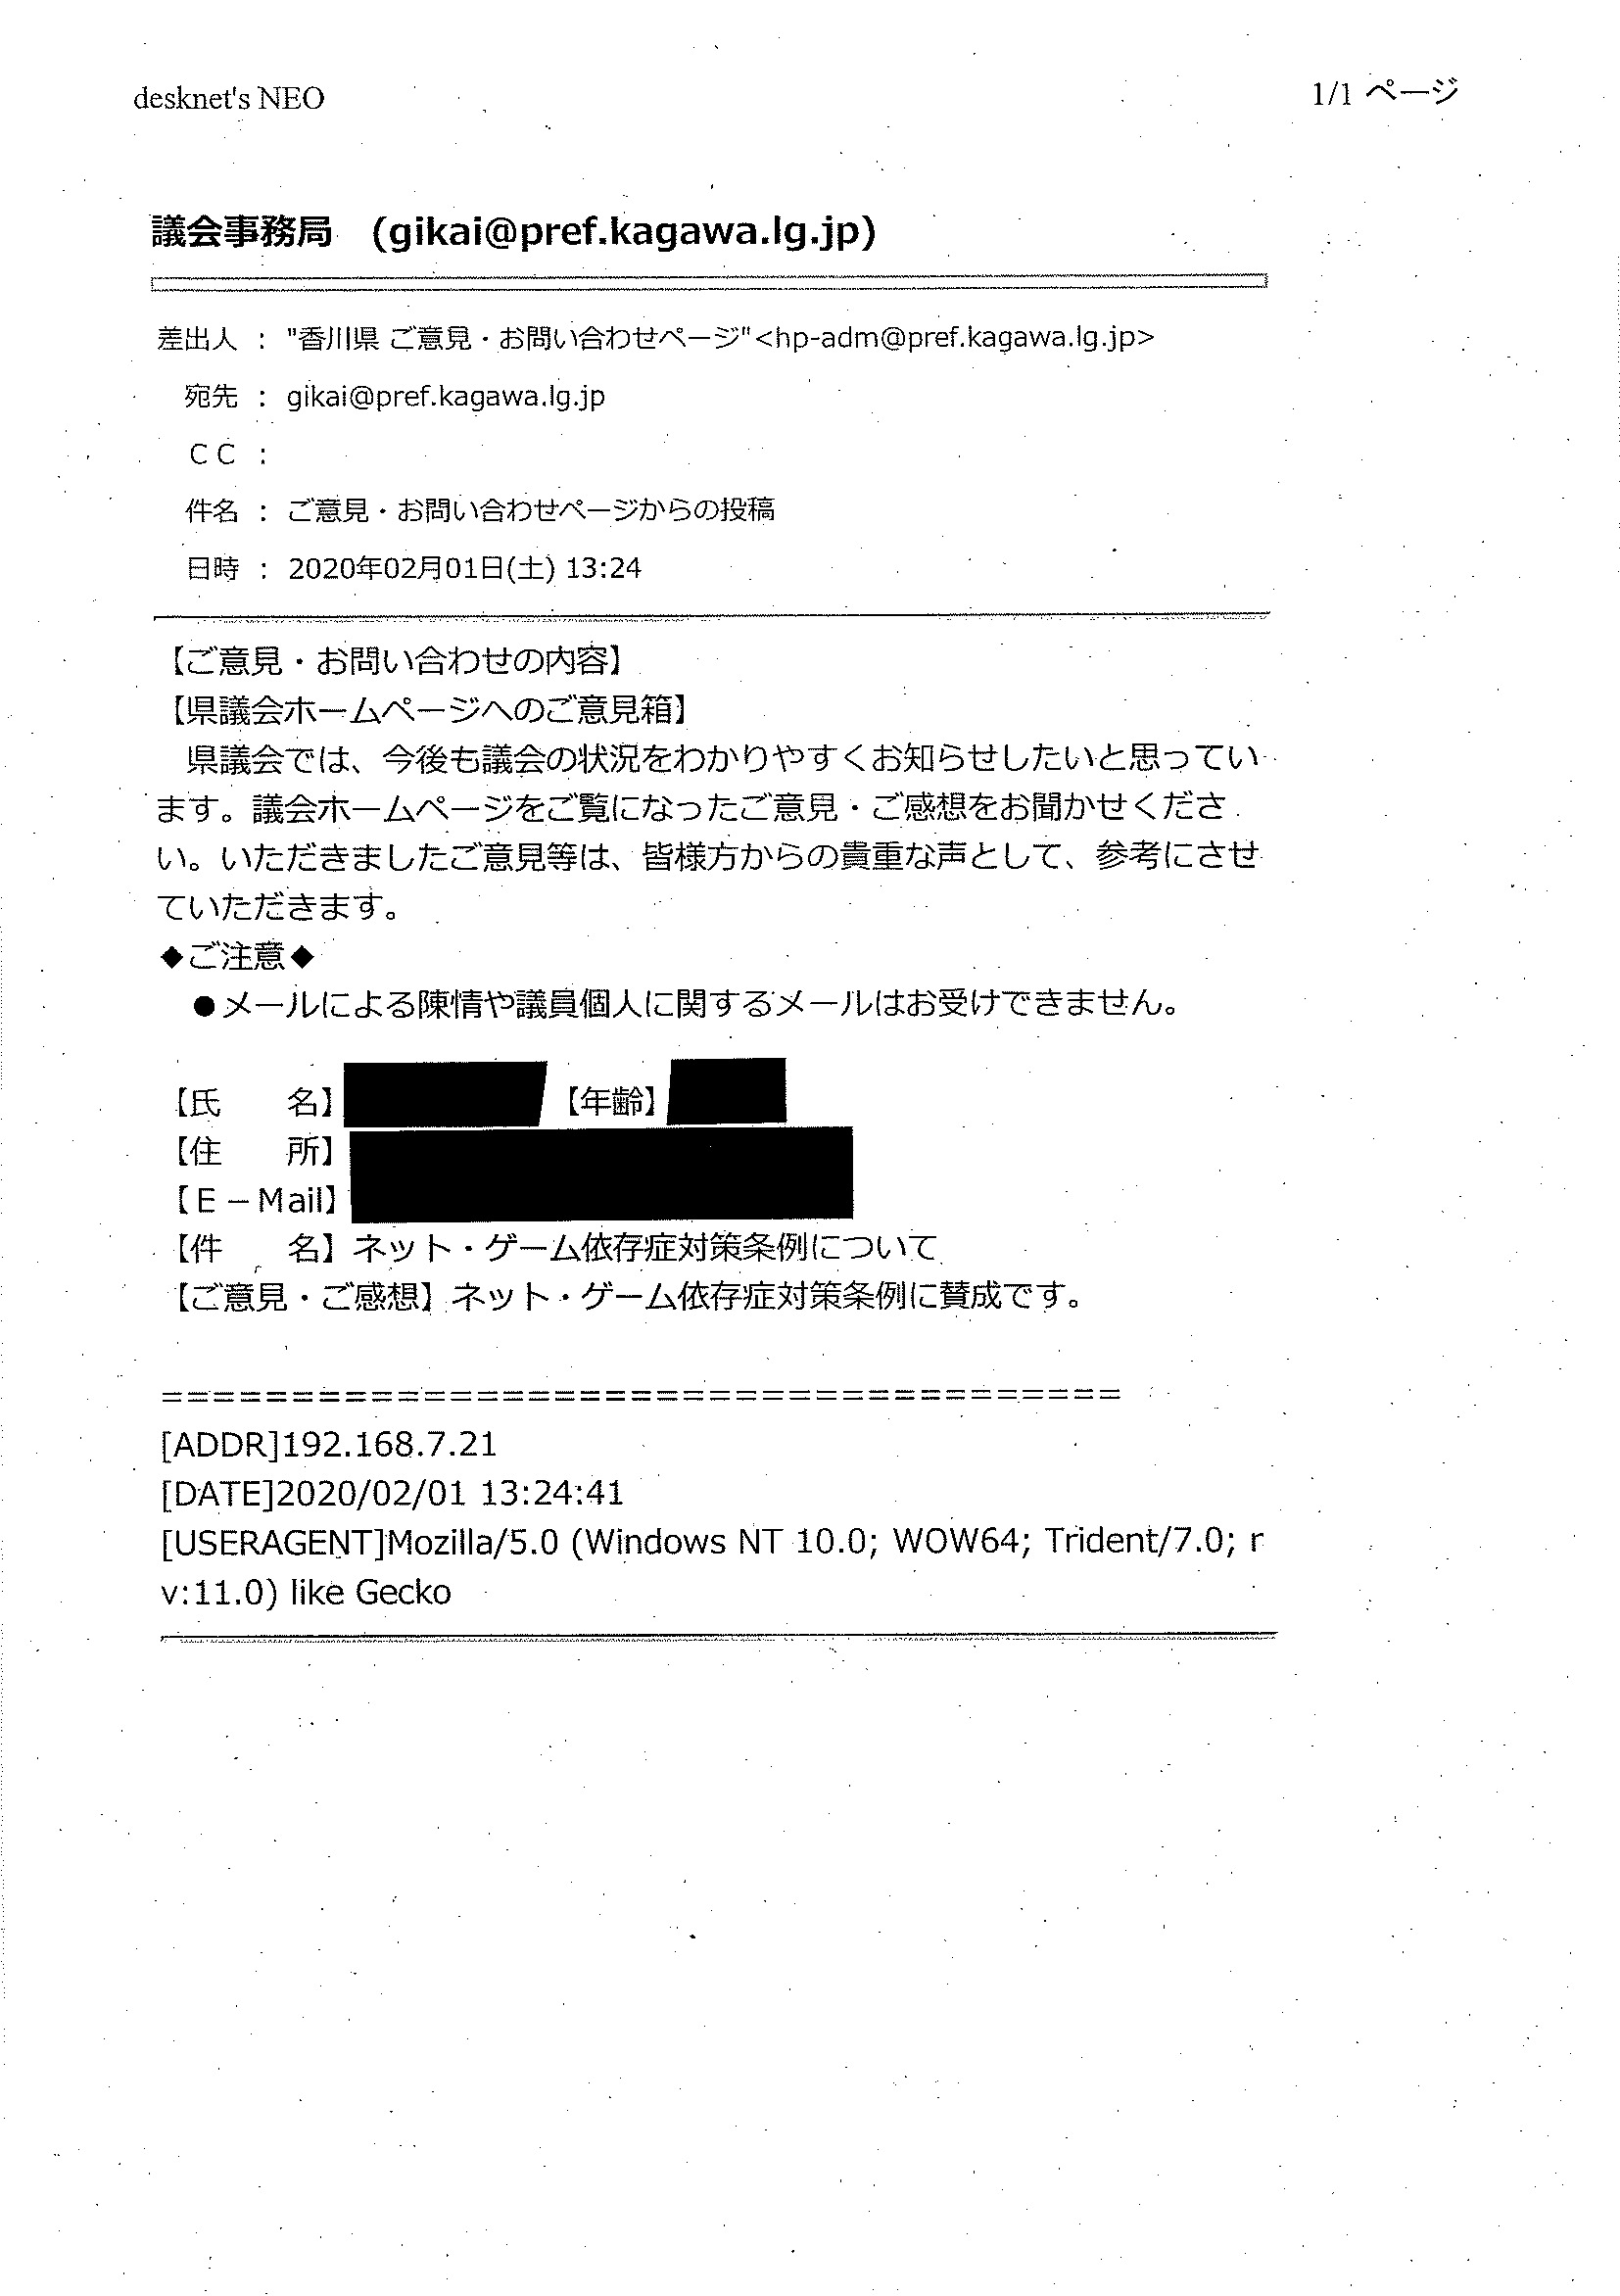 desknet's NEO
1/1 ページ
議会事務局　(gikai@pref.kagawa.lg.jp)
差出人 ： "香川県 ご意見・お問い合わせページ"<hp-adm@pref.kagawa.lg.jp>
宛先 ： gikai@pref.kagawa.lg.jp
ＣＣ ：
件名 ： ご意見・お問い合わせページからの投稿
日時 ： 2020年02月01日(土) 13:24
【ご意見・お問い合わせの内容】
【県議会ホームページへのご意見箱】
　県議会では、今後も議会の状況をわかりやすくお知らせしたいと思ってい
ます。議会ホームページをご覧になったご意見・ご感想をお聞かせくださ
い。いただきましたご意見等は、皆様方からの貴重な声として、参考にさせ
ていただきます。
◆ご注意◆
　●メールによる陳情や議員個人に関するメールはお受けできません。
【氏　　名】 【年齢】
【住　　所】
【Ｅ－Mail】
【件　　名】ネット・ゲーム依存症対策条例について
【ご意見・ご感想】ネット・ゲーム依存症対策条例に賛成です。
=====================================
[ADDR]192.168.7.21
[DATE]2020/02/01 13:24:41
[USERAGENT]Mozilla/5.0 (Windows NT 10.0; WOW64; Trident/7.0; r
v:11.0) like Gecko